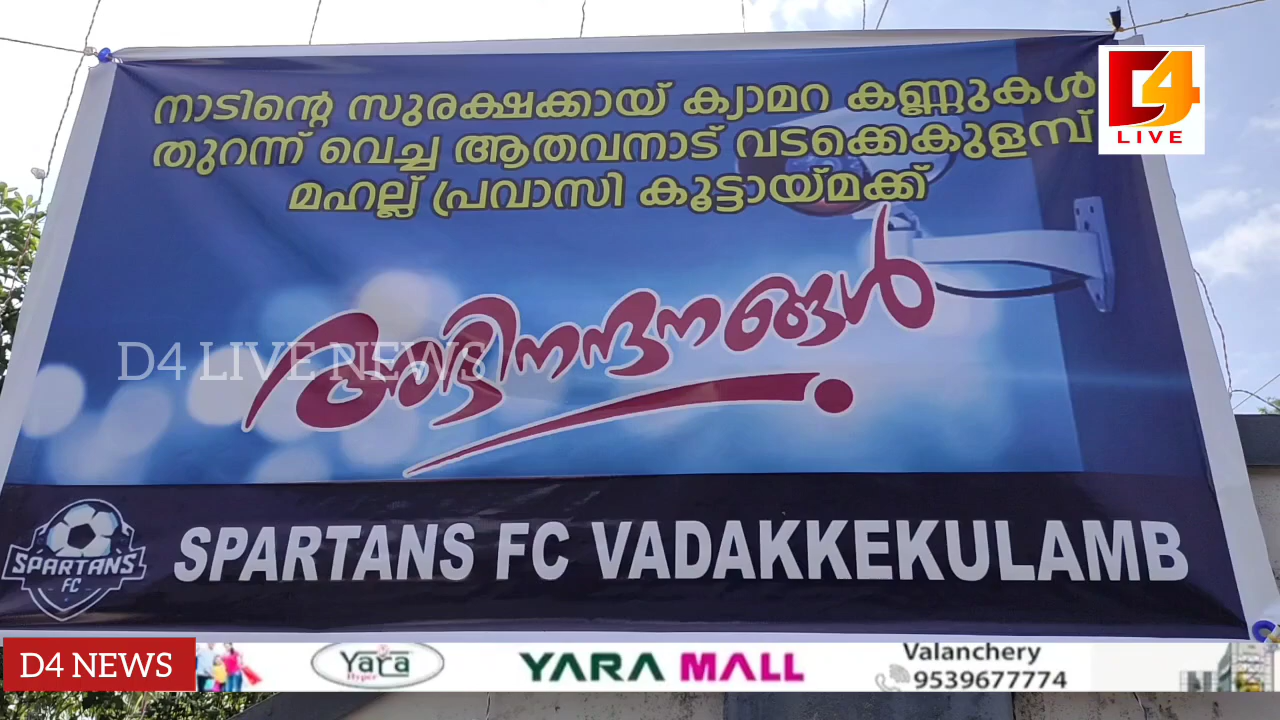 നാടിന്റെ സുരക്ഷക്കായ് ക്യാമറ കണ്ണുകൾ
തുറന്ന് വെച്ച ആതവനാട് വടക്കെകുളമ്പ്
മഹല്ല് പ്രവാസി കൂട്ടായ്മക്ക്
D4
LIVE
അഭിനന്ദനങ്ങൾ
D4 LIVE NEWS
SPARTANS
FC
SPARTANS FC VADAKKEKULAMB
D4 NEWS
Yara
Hyper
YARA MALL
Valanchery
9539677774